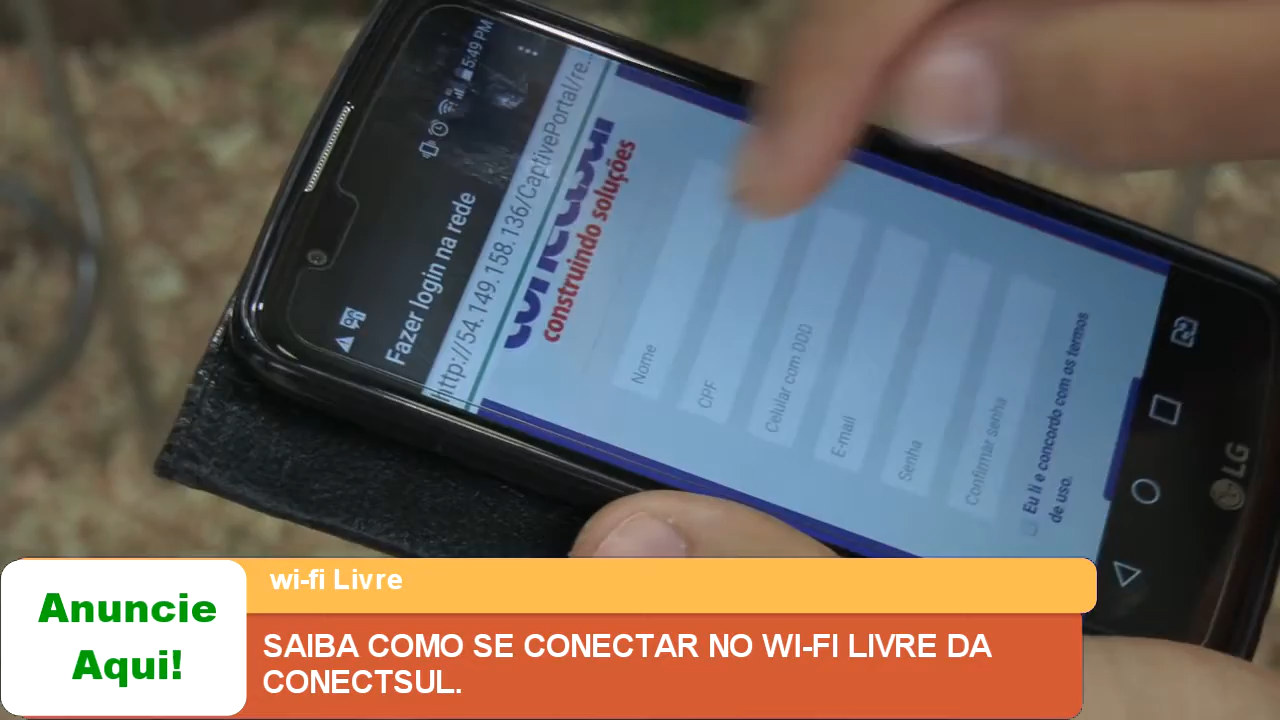 5:49 PM
Fazer login na rede
http://54.149.158.136/CaptivePortal/re...
conectsul
construindo soluções
Nome
CPF
Celular com DDD
E-mail
Senha
Confirmar senha
Eu li e concordo com os termos
de uso.
LG
Anuncie
Aqui!
wi-fi Livre
SAIBA COMO SE CONECTAR NO WI-FI LIVRE DA
CONECTSUL.